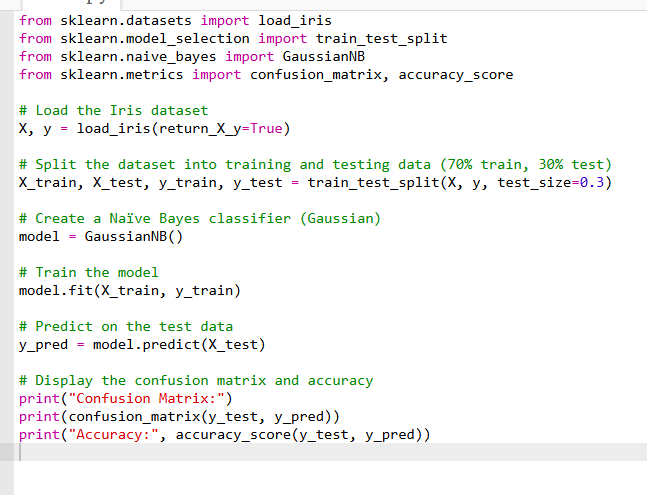 from sklearn.datasets import load_iris
from sklearn.model_selection import train_test_split
from sklearn.naive_bayes import GaussianNB
from sklearn.metrics import confusion_matrix, accuracy_score

# Load the Iris dataset
X, y = load_iris(return_X_y=True)

# Split the dataset into training and testing data (70% train, 30% test)
X_train, X_test, y_train, y_test = train_test_split(X, y, test_size=0.3)

# Create a Naïve Bayes classifier (Gaussian)
model = GaussianNB()

# Train the model
model.fit(X_train, y_train)

# Predict on the test data
y_pred = model.predict(X_test)

# Display the confusion matrix and accuracy
print("Confusion Matrix:")
print(confusion_matrix(y_test, y_pred))
print("Accuracy:", accuracy_score(y_test, y_pred))